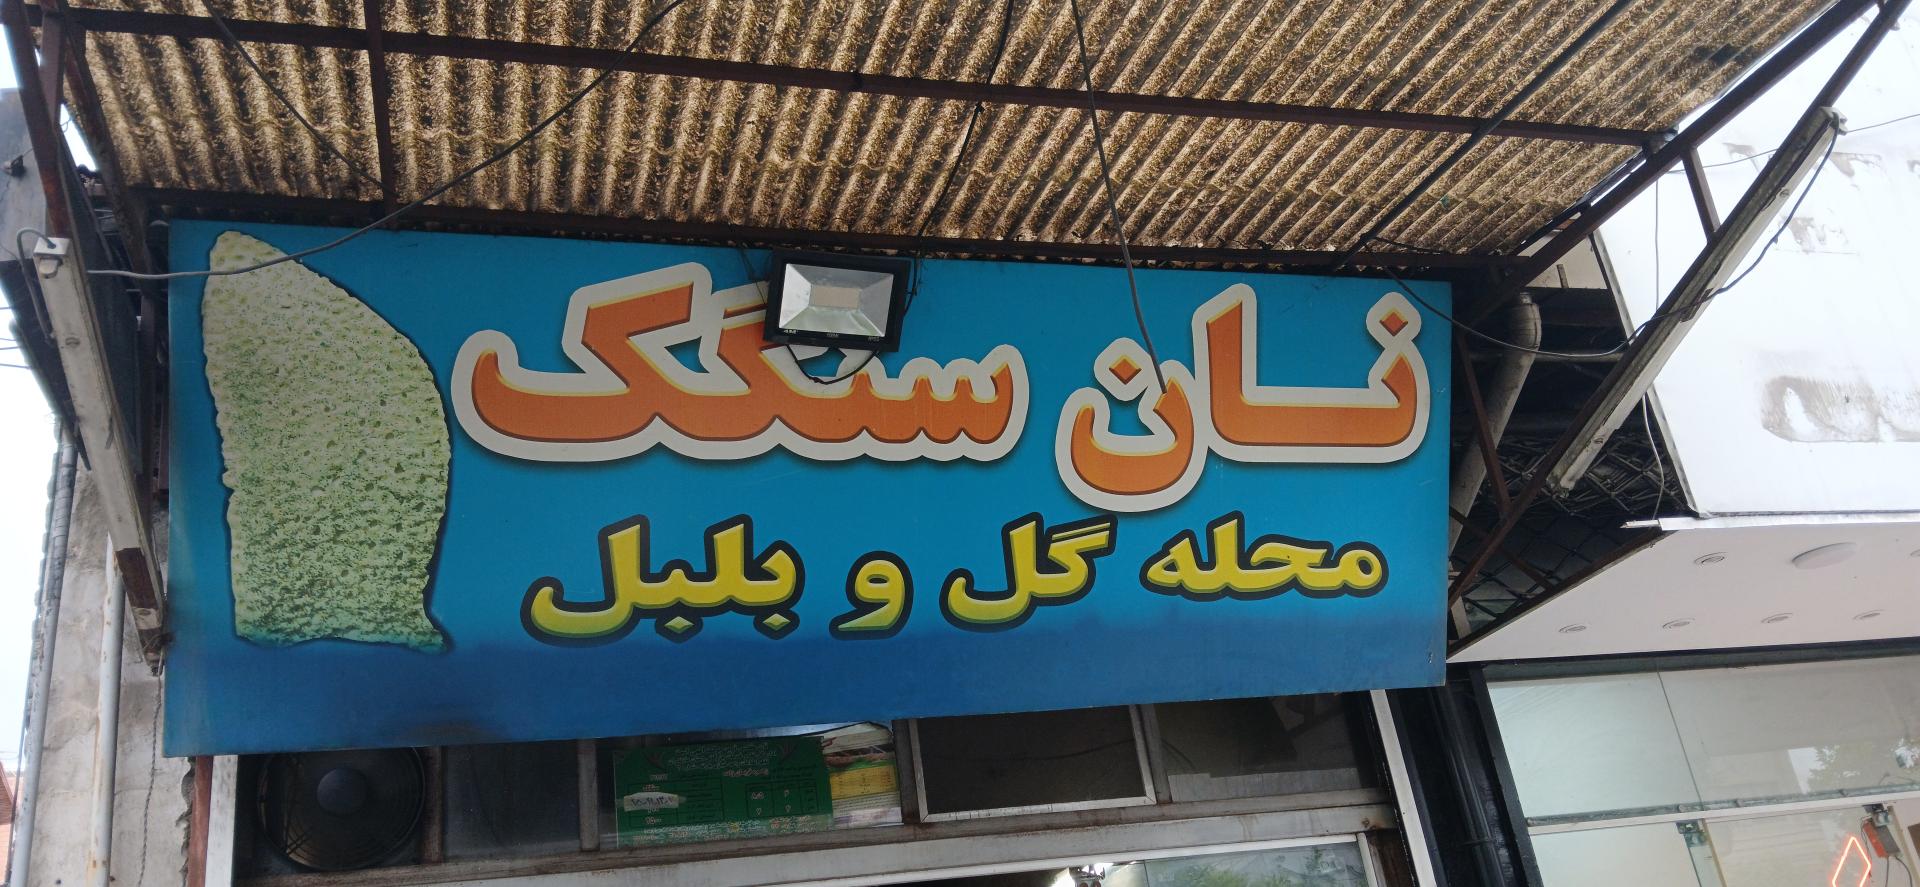 نان سنگک
محله گل و بلبل